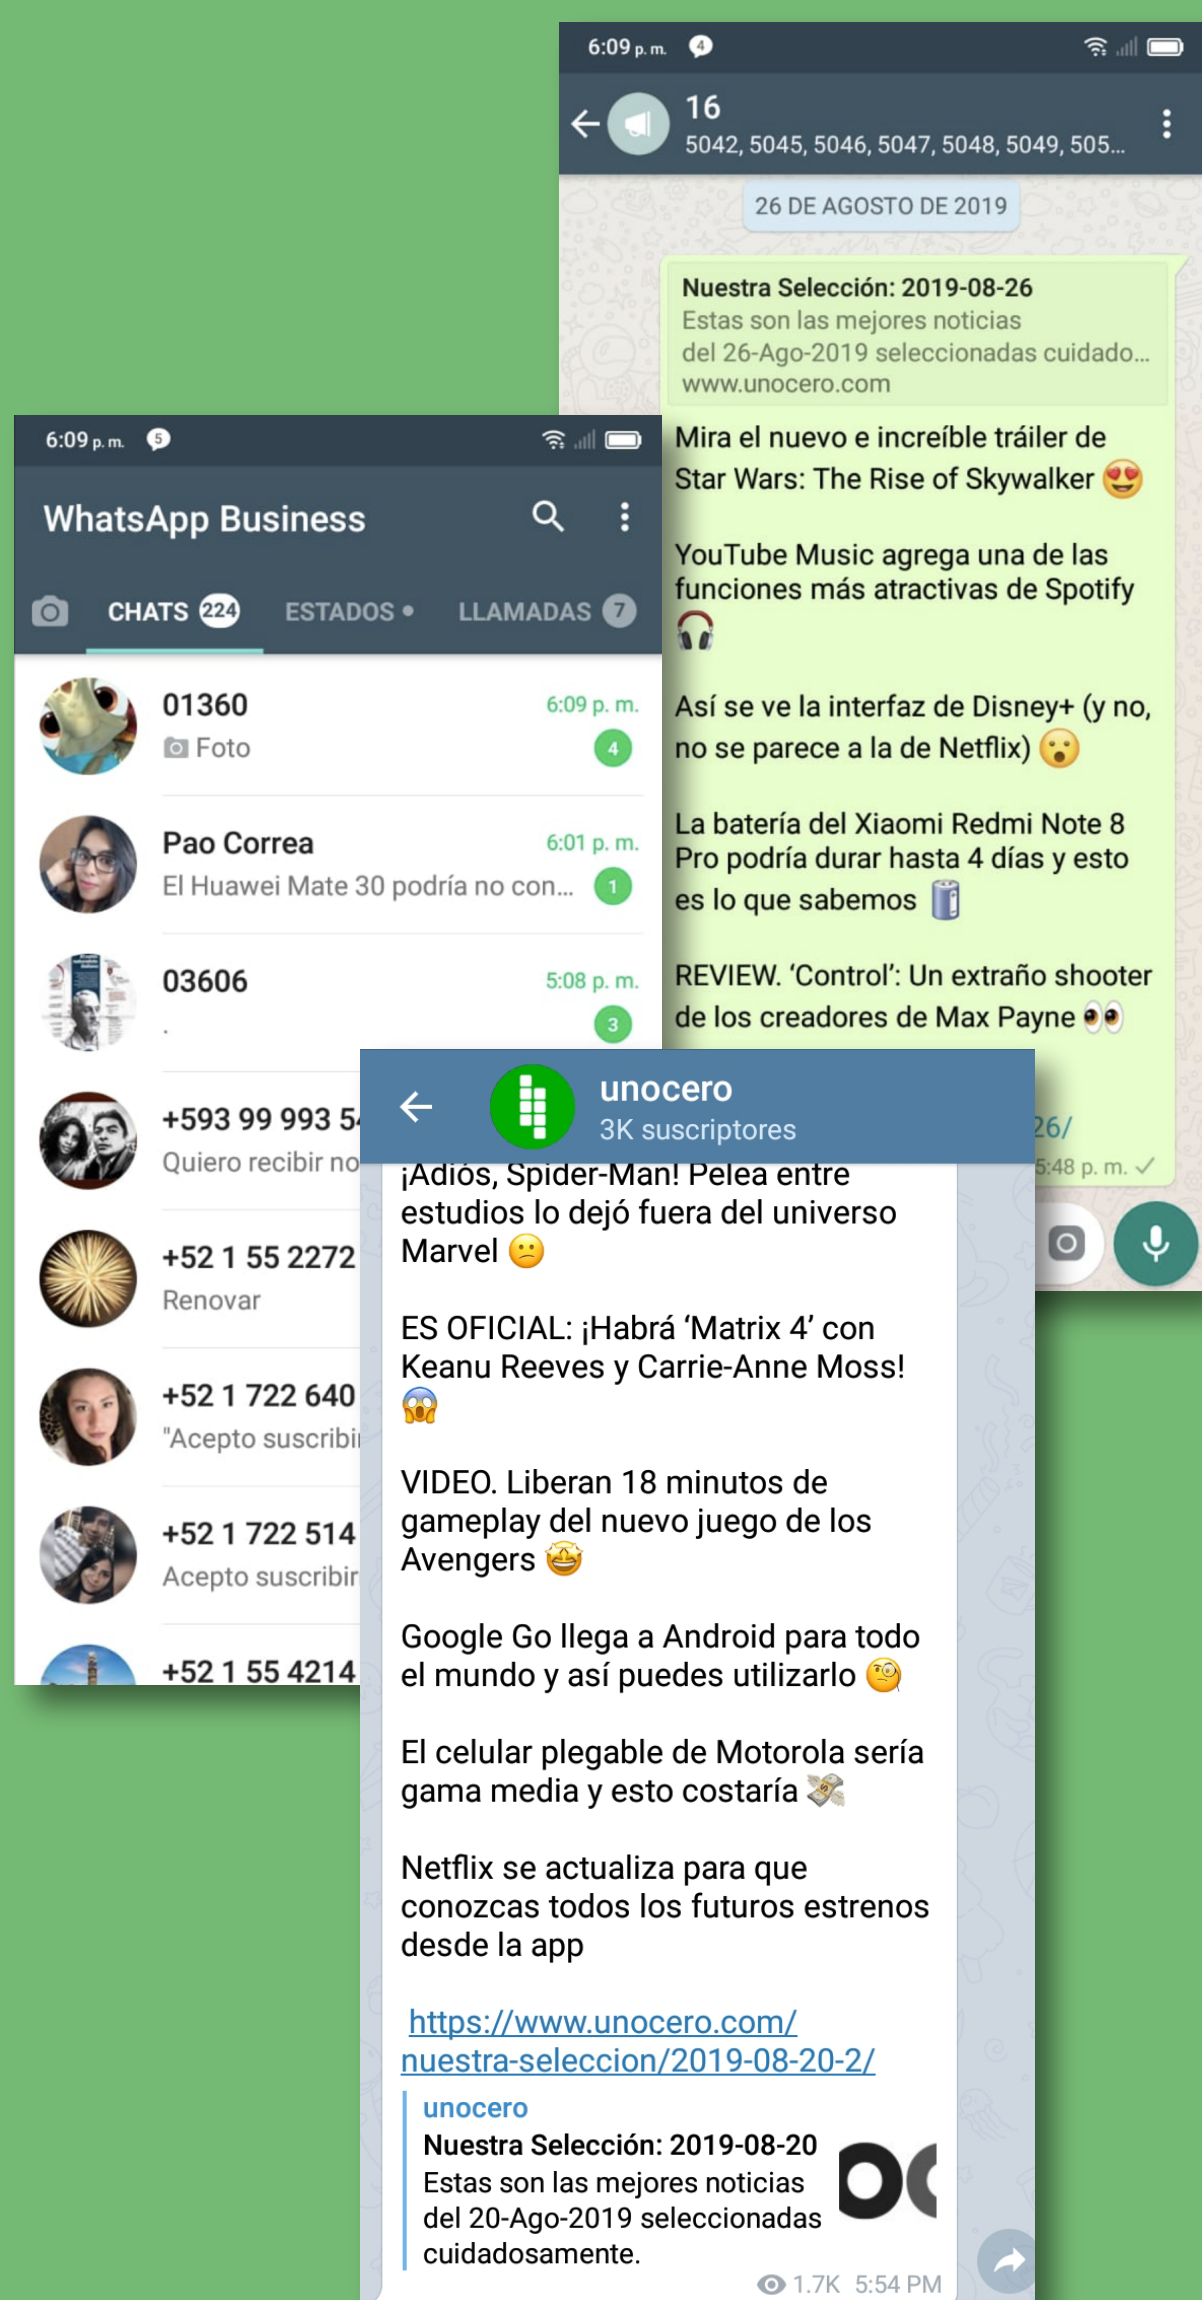 6:09 p. m. 4
16
5042, 5045, 5046, 5047, 5048, 5049, 505...
26 DE AGOSTO DE 2019
Nuestra Selección: 2019-08-26
Estas son las mejores noticias
del 26-Ago-2019 seleccionadas cuidado...
www.unocero.com
Mira el nuevo e increíble tráiler de
Star Wars: The Rise of Skywalker 😍
YouTube Music agrega una de las
funciones más atractivas de Spotify
🎧
Así se ve la interfaz de Disney+ (y no,
no se parece a la de Netflix) 😮
La batería del Xiaomi Redmi Note 8
Pro podría durar hasta 4 días y esto
es lo que sabemos 🔋
REVIEW. ‘Control’: Un extraño shooter
de los creadores de Max Payne 👀
26/
5:48 p. m. ✓
6:09 p. m. 5
WhatsApp Business
CHATS 224 ESTADOS • LLAMADAS 7
01360 6:09 p. m.
Foto 4
Pao Correa 6:01 p. m.
El Huawei Mate 30 podría no con... 1
03606 5:08 p. m.
. 3
+593 99 993 5
Quiero recibir no
+52 1 55 2272
Renovar
+52 1 722 640
"Acepto suscribi
+52 1 722 514
Acepto suscribir
+52 1 55 4214
unocero
3K suscriptores
¡Adiós, Spider-Man! Pelea entre
estudios lo dejó fuera del universo
Marvel 😕
ES OFICIAL: ¡Habrá ‘Matrix 4’ con
Keanu Reeves y Carrie-Anne Moss!
😱
VIDEO. Liberan 18 minutos de
gameplay del nuevo juego de los
Avengers 🤩
Google Go llega a Android para todo
el mundo y así puedes utilizarlo 🧐
El celular plegable de Motorola sería
gama media y esto costaría 💸
Netflix se actualiza para que
conozcas todos los futuros estrenos
desde la app
https://www.unocero.com/
nuestra-seleccion/2019-08-20-2/
unocero
Nuestra Selección: 2019-08-20
Estas son las mejores noticias
del 20-Ago-2019 seleccionadas
cuidadosamente.
1.7K 5:54 PM